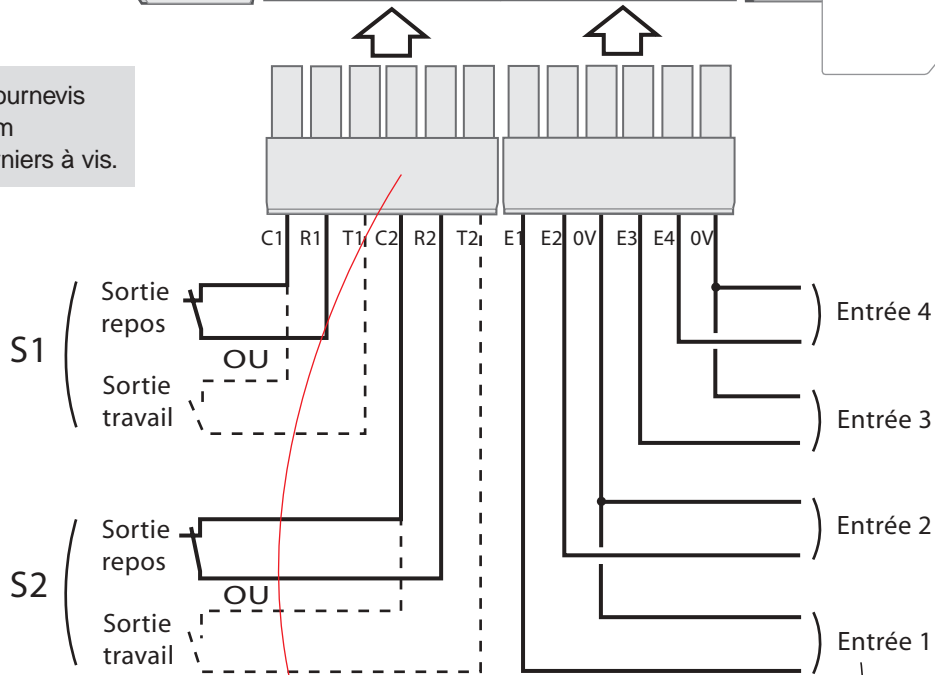 ournevis
m
niers à vis.
C1 R1 T1 C2 R2 T2 E1 E2 0V E3 E4 0V
S1
Sortie
repos
OU
Sortie
travail
S2
Sortie
repos
OU
Sortie
travail
Entrée 4
Entrée 3
Entrée 2
Entrée 1